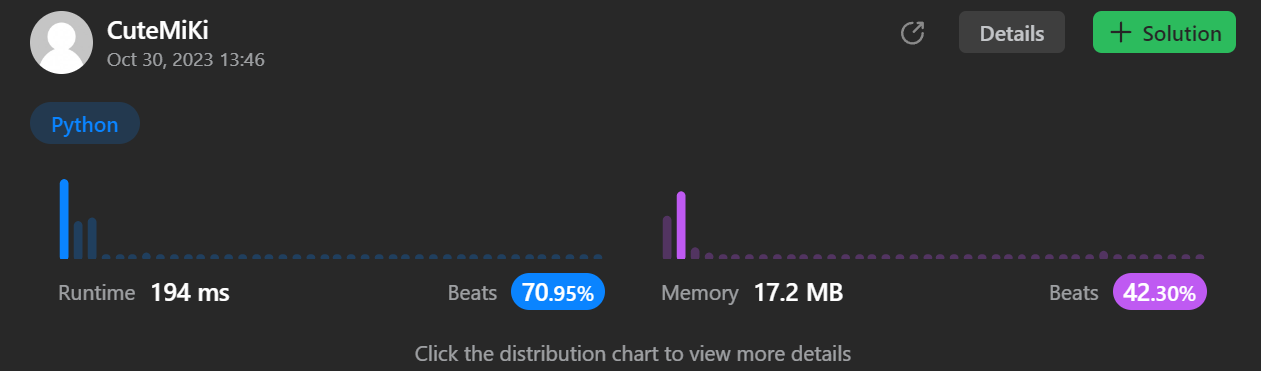 CuteMiKi
Oct 30, 2023 13:46
Details
Solution
Python
Runtime 194 ms Beats 70.95%
Memory 17.2 MB Beats 42.30%
Click the distribution chart to view more details